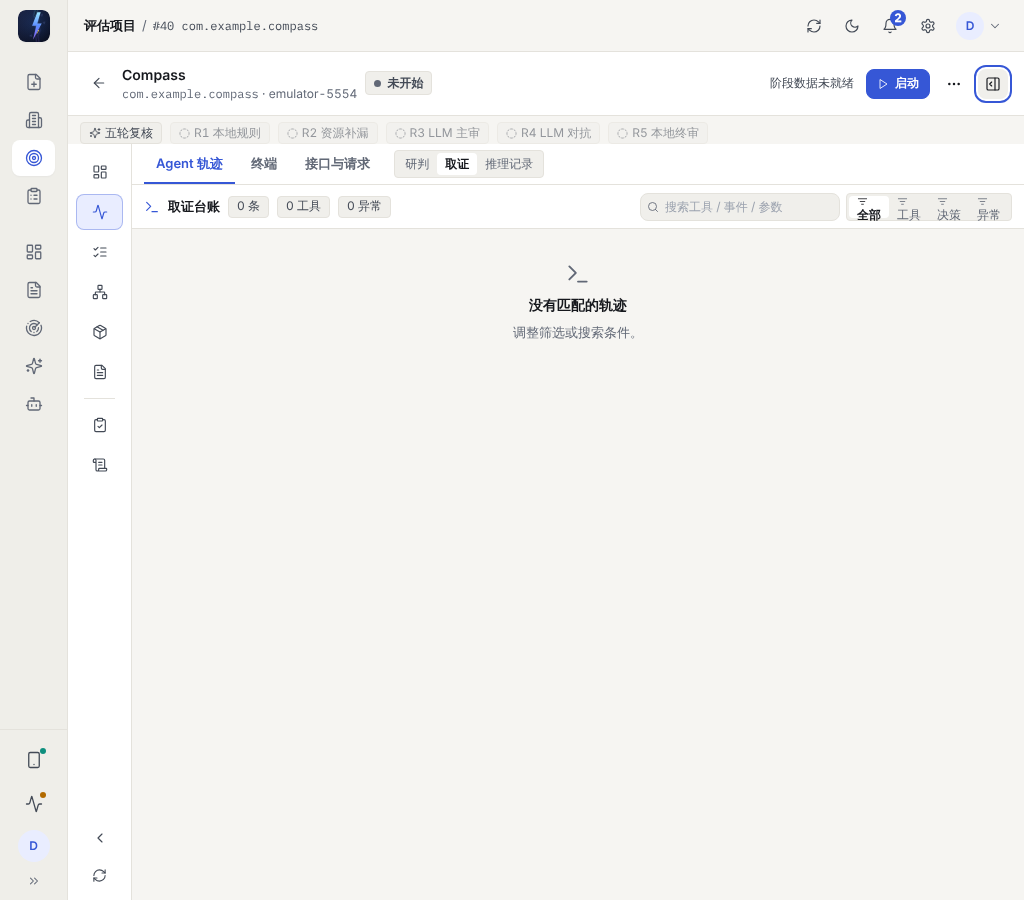 评估项目 / #40 com.example.compass
2
D
Compass
com.example.compass · emulator-5554
未开始
阶段数据未就绪
启动
五轮复核
R1 本地规则
R2 资源补漏
R3 LLM 主审
R4 LLM 对抗
R5 本地终审
Agent 轨迹
终端
接口与请求
研判
取证
推理记录
取证台账
0 条
0 工具
0 异常
搜索工具 / 事件 / 参数
全部
工具
决策
异常
没有匹配的轨迹
调整筛选或搜索条件。
D